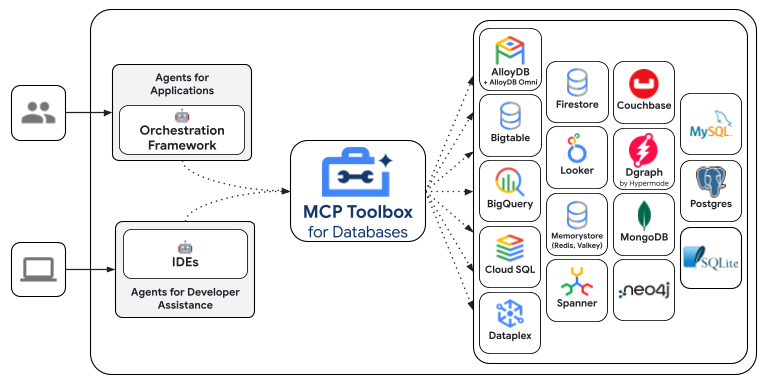 Agents for
Applications
Orchestration
Framework
IDEs
Agents for Developer
Assistance
MCP Toolbox
for Databases
AlloyDB
+ AlloyDB Omni
Bigtable
BigQuery
Cloud SQL
Dataplex
Firestore
Looker
Memorystore
(Redis, Valkey)
Spanner
Couchbase
Dgraph
by Hypermode
MongoDB
neo4j
MySQL
Postgres
SQLite